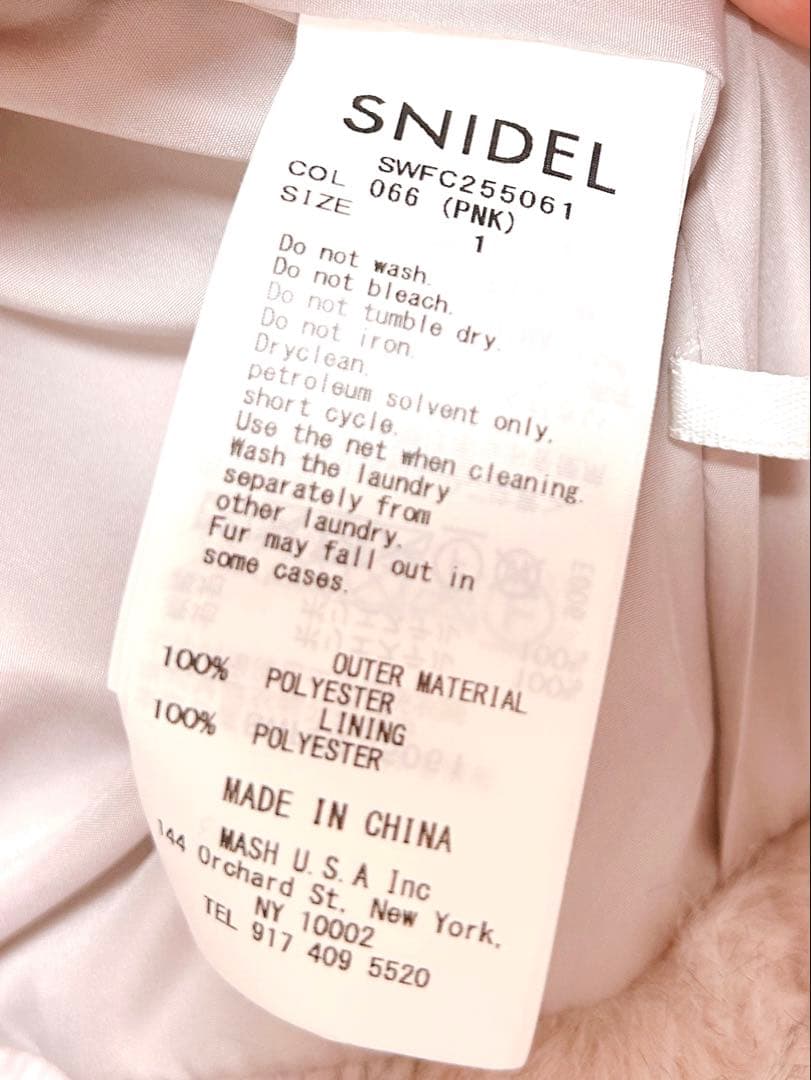 SNIDEL
SWFC255061
COL 066 (PNK)
SIZE 1
Do not wash.
Do not bleach.
Do not tumble dry.
Do not iron.
Dryclean.
petroleum solvent only.
short cycle.
Use the net when cleaning.
Wash the laundry
separately from
other laundry.
Fur may fall out in
some cases.
OUTER MATERIAL
100% POLYESTER
LINING
100% POLYESTER
MADE IN CHINA
MASH U.S.A Inc
144 Orchard St. New York,
NY 10002
TEL 917 409 5520